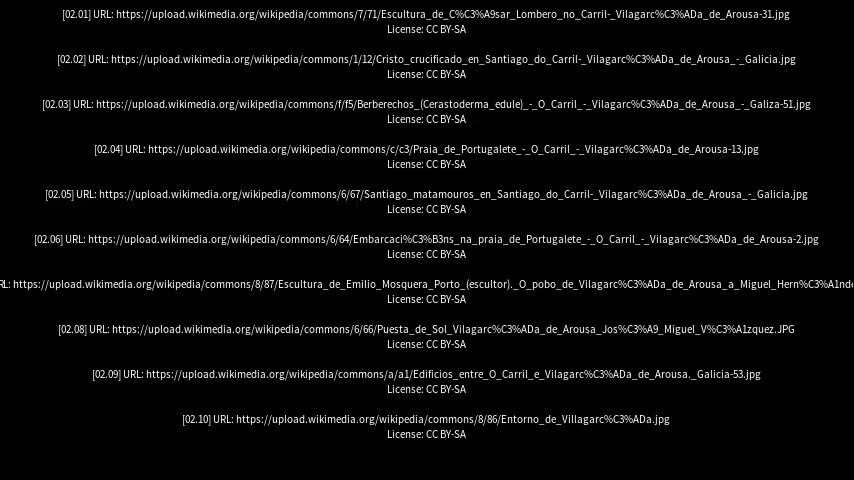 [02.01] URL: https://upload.wikimedia.org/wikipedia/commons/7/71/Escultura_de_C%C3%A9sar_Lombero_no_Carril-_Vilagarc%C3%ADa_de_Arousa-31.jpg
License: CC BY-SA
[02.02] URL: https://upload.wikimedia.org/wikipedia/commons/1/12/Cristo_crucificado_en_Santiago_do_Carril-_Vilagarc%C3%ADa_de_Arousa_-_Galicia.jpg
License: CC BY-SA
[02.03] URL: https://upload.wikimedia.org/wikipedia/commons/f/f5/Berberechos_(Cerastoderma_edule)_-_O_Carril_-_Vilagarc%C3%ADa_de_Arousa_-_Galiza-51.jpg
License: CC BY-SA
[02.04] URL: https://upload.wikimedia.org/wikipedia/commons/c/c3/Praia_de_Portugalete_-_O_Carril_-_Vilagarc%C3%ADa_de_Arousa-13.jpg
License: CC BY-SA
[02.05] URL: https://upload.wikimedia.org/wikipedia/commons/6/67/Santiago_matamouros_en_Santiago_do_Carril-_Vilagarc%C3%ADa_de_Arousa_-_Galicia.jpg
License: CC BY-SA
[02.06] URL: https://upload.wikimedia.org/wikipedia/commons/6/64/Embarcaci%C3%B3ns_na_praia_de_Portugalete_-_O_Carril_-_Vilagarc%C3%ADa_de_Arousa-2.jpg
License: CC BY-SA
RL: https://upload.wikimedia.org/wikipedia/commons/8/87/Escultura_de_Emilio_Mosquera_Porto_(escultor)._O_pobo_de_Vilagarc%C3%ADa_de_Arousa_a_Miguel_Hern%C3%A1nd
License: CC BY-SA
[02.08] URL: https://upload.wikimedia.org/wikipedia/commons/6/66/Puesta_de_Sol_Vilagarc%C3%ADa_de_Arousa_Jos%C3%A9_Miguel_V%C3%A1zquez.JPG
License: CC BY-SA
[02.09] URL: https://upload.wikimedia.org/wikipedia/commons/a/a1/Edificios_entre_O_Carril_e_Vilagarc%C3%ADa_de_Arousa._Galicia-53.jpg
License: CC BY-SA
[02.10] URL: https://upload.wikimedia.org/wikipedia/commons/8/86/Entorno_de_Villagarc%C3%ADa.jpg
License: CC BY-SA